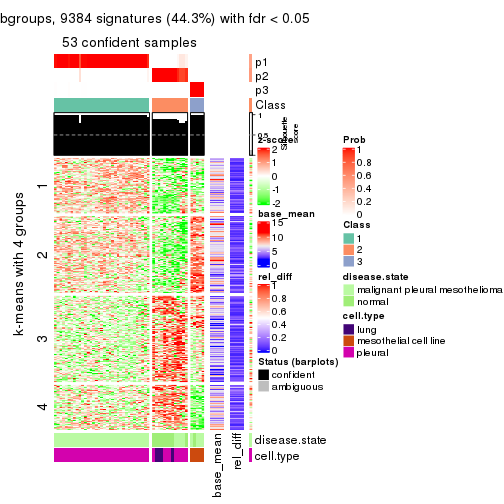 bgroups, 9384 signatures (44.3%) with fdr < 0.05
53 confident samples
p1
p2
p3
Class
1
0.5
Silhouette
score
k-means with 4 groups
1
2
3
4
z-score
2
1
0
-1
-2
base_mean
15
10
5
0
rel_diff
1
0.8
0.6
0.4
0.2
0
Status (barplots)
confident
ambiguous
Prob
1
0.8
0.6
0.4
0.2
0
Class
1
2
3
disease.state
malignant pleural mesothelioma
normal
cell.type
lung
mesothelial cell line
pleural
disease.state
cell.type
base_mean
rel_diff